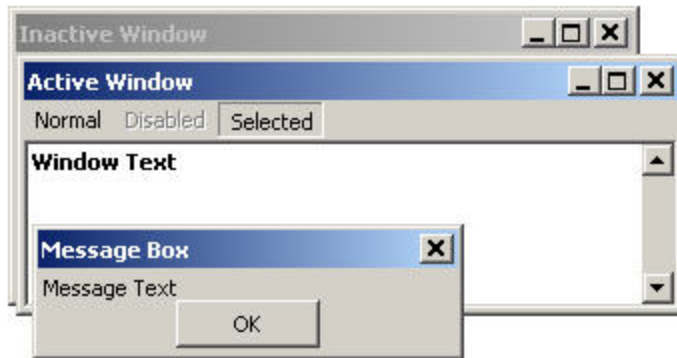 Inactive Window
Active Window
Normal Disabled Selected
Window Text
Message Box
Message Text
OK